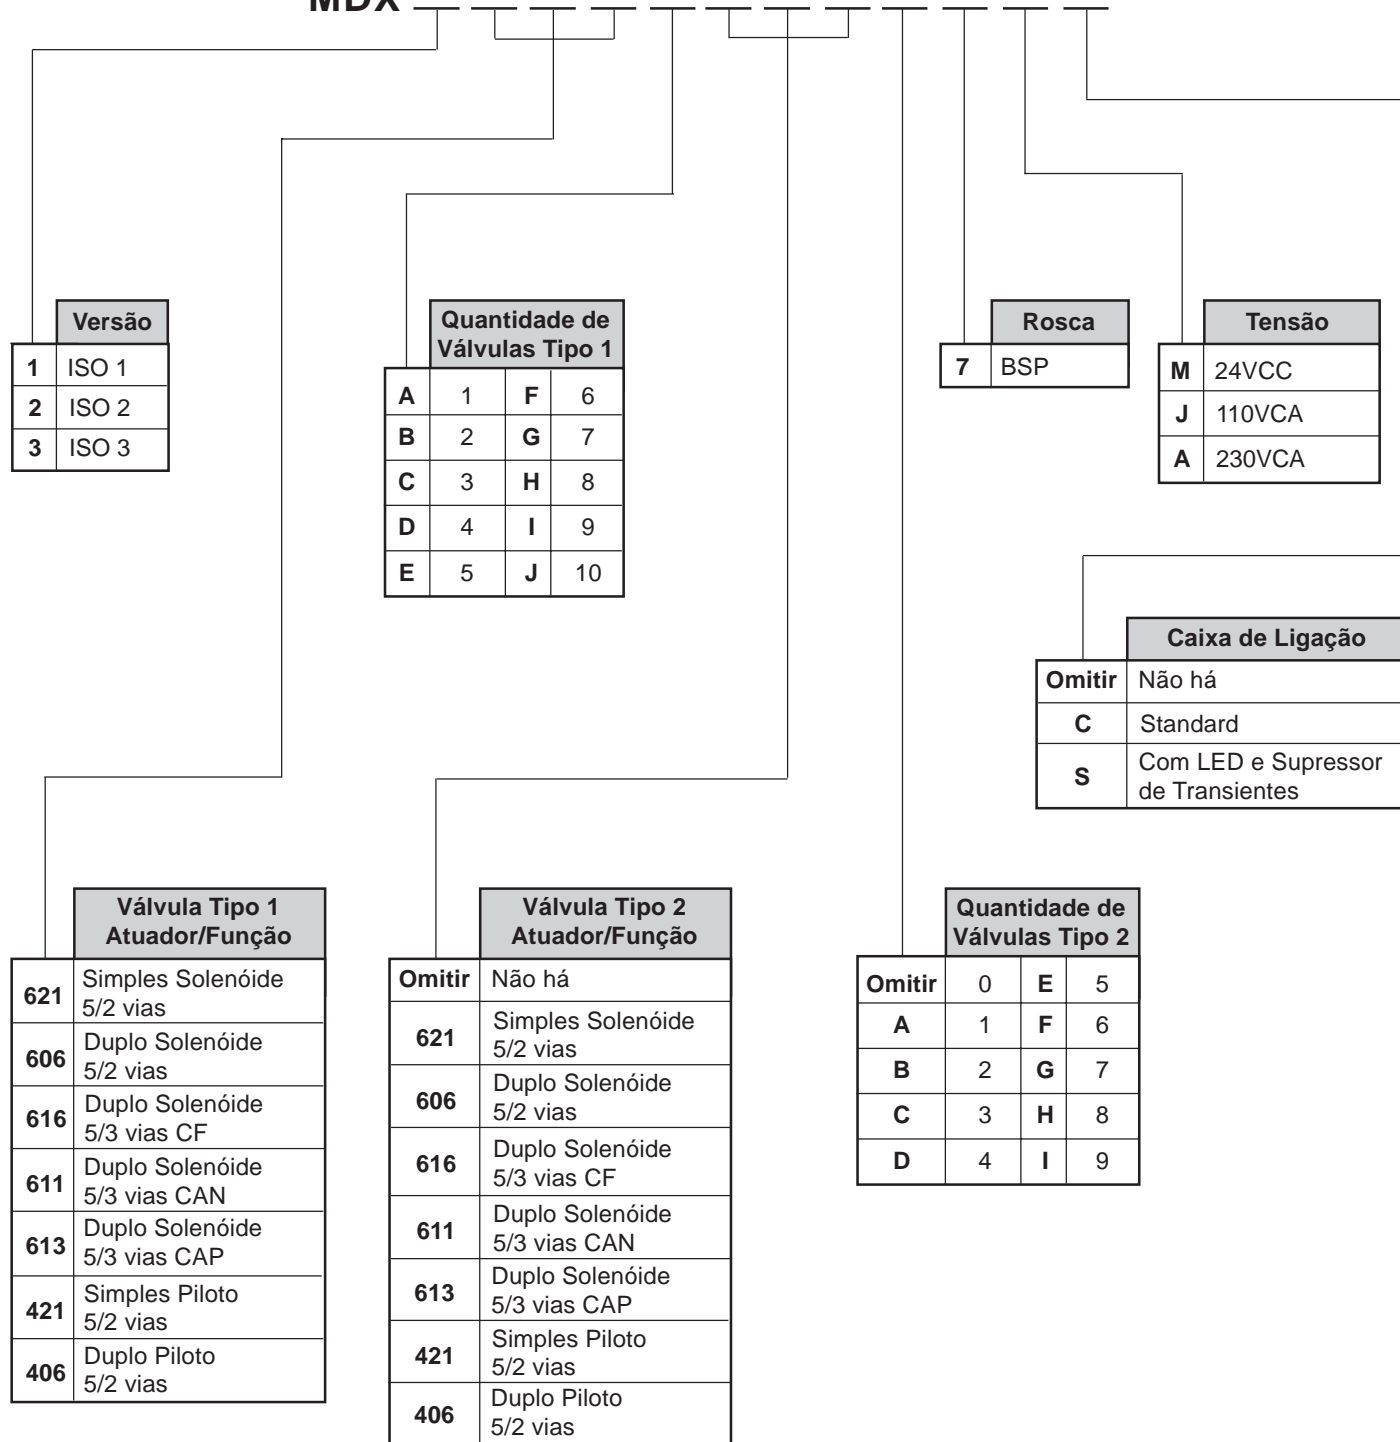 MDX
Versão
1 ISO 1
2 ISO 2
3 ISO 3
Quantidade de
Válvulas Tipo 1
A 1 F 6
B 2 G 7
C 3 H 8
D 4 I 9
E 5 J 10
Rosca
7 BSP
Tensão
M 24VCC
J 110VCA
A 230VCA
Caixa de Ligação
Omitir Não há
C Standard
S Com LED e Supressor
de Transientes
Válvula Tipo 1
Atuador/Função
621 Simples Solenóide
5/2 vias
606 Duplo Solenóide
5/2 vias
616 Duplo Solenóide
5/3 vias CF
611 Duplo Solenóide
5/3 vias CAN
613 Duplo Solenóide
5/3 vias CAP
421 Simples Piloto
5/2 vias
406 Duplo Piloto
5/2 vias
Válvula Tipo 2
Atuador/Função
Omitir Não há
621 Simples Solenóide
5/2 vias
606 Duplo Solenóide
5/2 vias
616 Duplo Solenóide
5/3 vias CF
611 Duplo Solenóide
5/3 vias CAN
613 Duplo Solenóide
5/3 vias CAP
421 Simples Piloto
5/2 vias
406 Duplo Piloto
5/2 vias
Quantidade de
Válvulas Tipo 2
Omitir 0 E 5
A 1 F 6
B 2 G 7
C 3 H 8
D 4 I 9